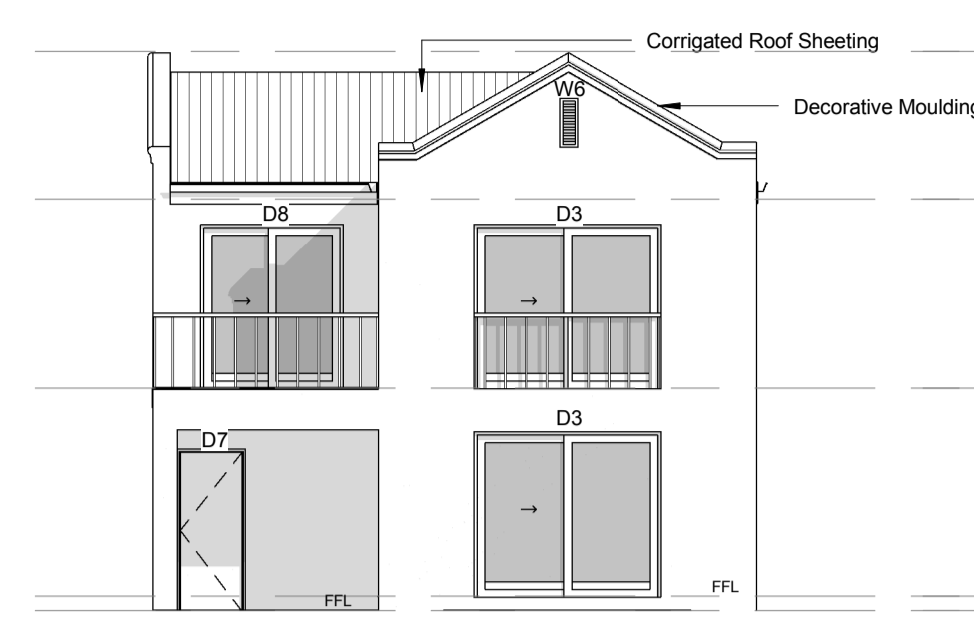 Corrigated Roof Sheeting
W6
Decorative Moulding
D8
D3
D3
D7
FFL
FFL